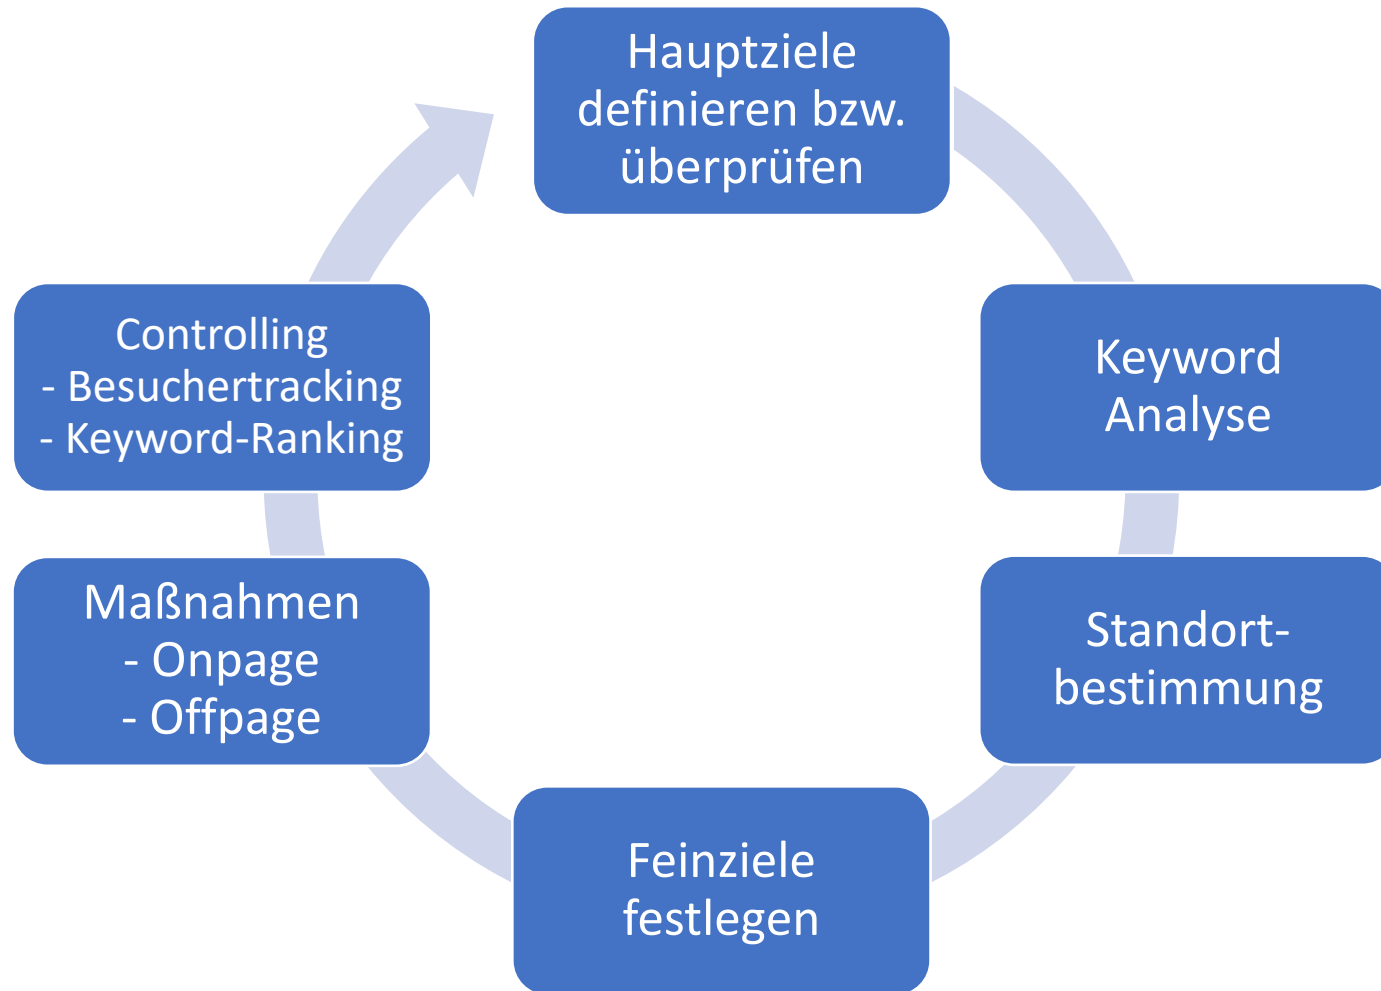 Hauptziele
definieren bzw.
überprüfen
Keyword
Analyse
Standort-
bestimmung
Feinziele
festlegen
Maßnahmen
- Onpage
- Offpage
Controlling
- Besuchertracking
- Keyword-Ranking